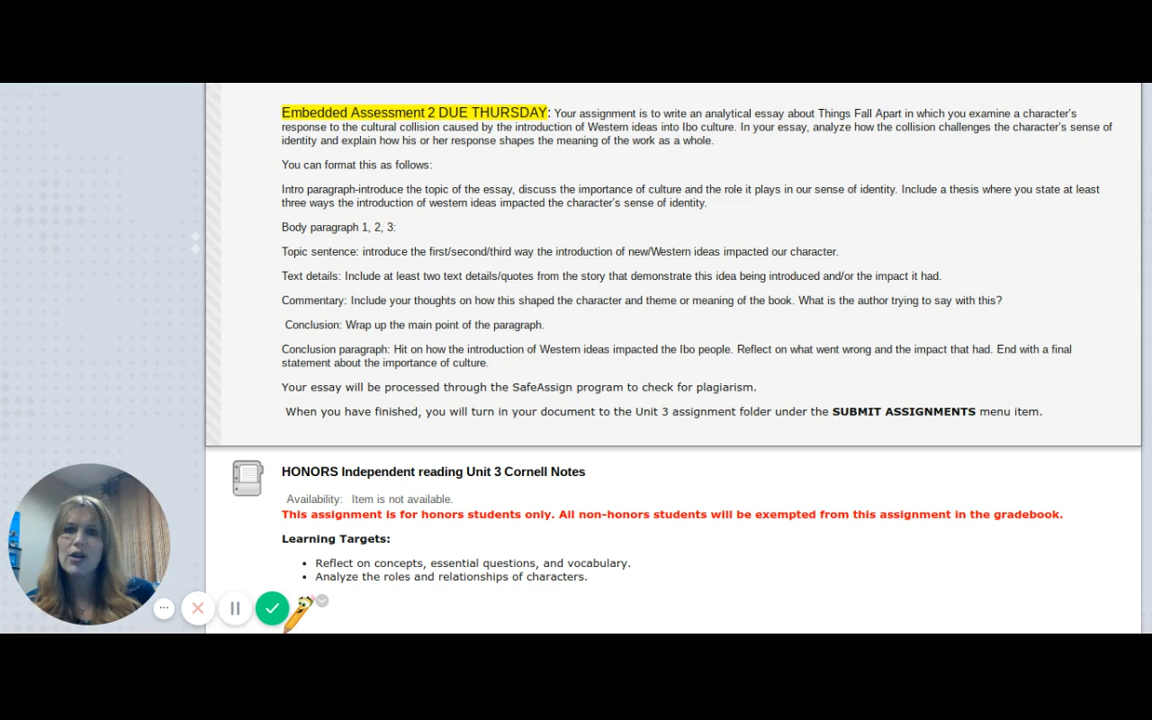 Embedded Assessment 2 DUE THURSDAY: Your assignment is to write an analytical essay about Things Fall Apart in which you examine a character's
response to the cultural collision caused by the introduction of Western ideas into Ibo culture. In your essay, analyze how the collision challenges the character's sense of
identity and explain how his or her response shapes the meaning of the work as a whole.
You can format this as follows:
Intro paragraph-introduce the topic of the essay, discuss the importance of culture and the role it plays in our sense of identity. Include a thesis where you state at least
three ways the introduction of western ideas impacted the character's sense of identity.
Body paragraph 1, 2, 3:
Topic sentence: introduce the first/second/third way the introduction of new/Western ideas impacted our character.
Text details: Include at least two text details/quotes from the story that demonstrate this idea being introduced and/or the impact it had.
Commentary: Include your thoughts on how this shaped the character and theme or meaning of the book. What is the author trying to say with this?
Conclusion: Wrap up the main point of the paragraph.
Conclusion paragraph: Hit on how the introduction of Western ideas impacted the Ibo people. Reflect on what went wrong and the impact that had. End with a final
statement about the importance of culture.
Your essay will be processed through the SafeAssign program to check for plagiarism.
When you have finished, you will turn in your document to the Unit 3 assignment folder under the SUBMIT ASSIGNMENTS menu item.
HONORS Independent reading Unit 3 Cornell Notes
Availability: Item is not available.
This assignment is for honors students only. All non-honors students will be exempted from this assignment in the gradebook.
Learning Targets:
• Reflect on concepts, essential questions, and vocabulary.
• Analyze the roles and relationships of characters.